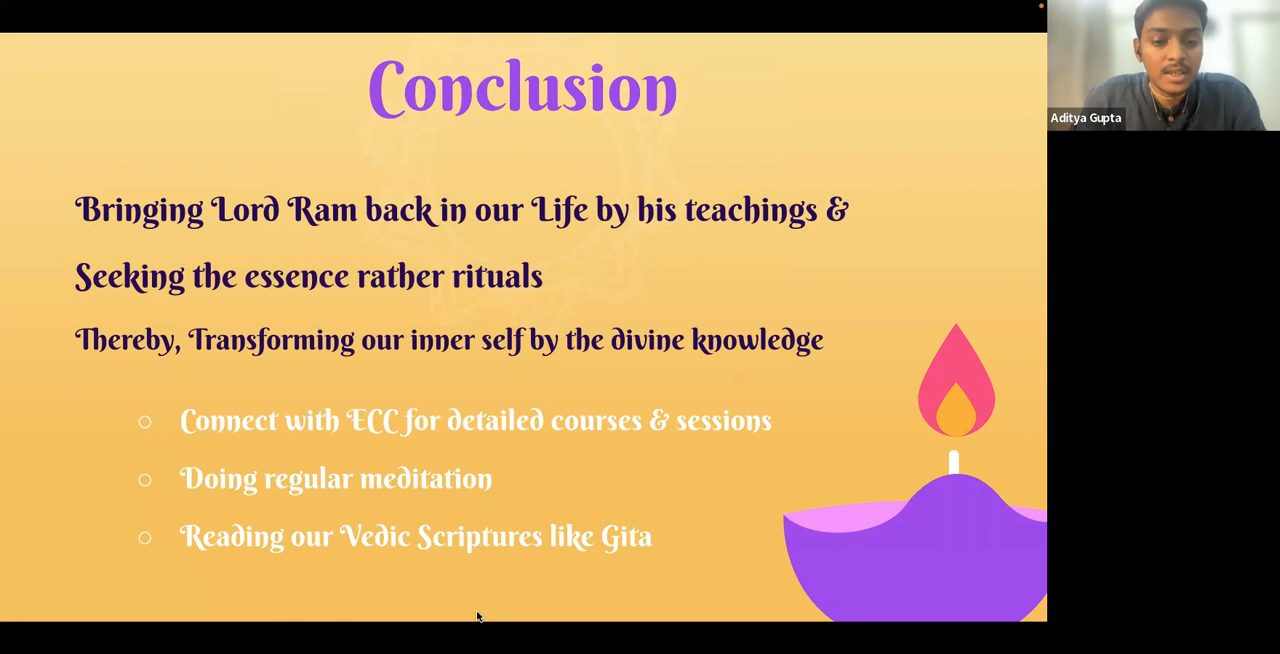 Conclusion
Bringing Lord Ram back in our Life by his teachings &
Seeking the essence rather rituals
Thereby, Transforming our inner self by the divine knowledge
Connect with ECC for detailed courses & sessions
Doing regular meditation
Reading our Vedic Scriptures like Gita
Aditya Gupta